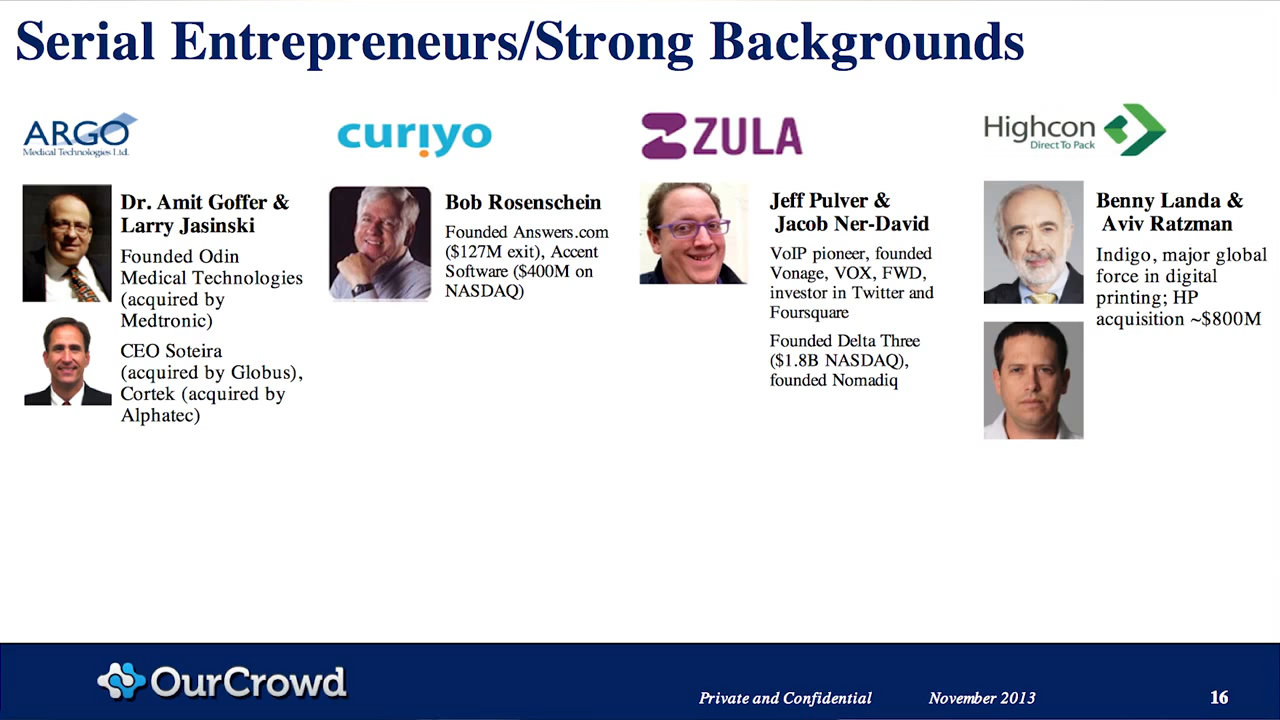 Serial Entrepreneurs/Strong Backgrounds
ARGO
Medical Technologies Ltd.
Dr. Amit Goffer &
Larry Jasinski
Founded Odin
Medical Technologies
(acquired by
Medtronic)
CEO Soteira
(acquired by Globus),
Cortek (acquired by
Alphatec)
curiyo
Bob Rosenschein
Founded Answers.com
($127M exit), Accent
Software ($400M on
NASDAQ)
ZULA
Jeff Pulver &
Jacob Ner-David
VoIP pioneer, founded
Vonage, VOX, FWD,
investor in Twitter and
Foursquare
Founded Delta Three
($1.8B NASDAQ),
founded Nomadiq
Highcon
Direct To Pack
Benny Landa &
Aviv Ratzman
Indigo, major global
force in digital
printing; HP
acquisition ~$800M
OurCrowd
Private and Confidential
November 2013
16